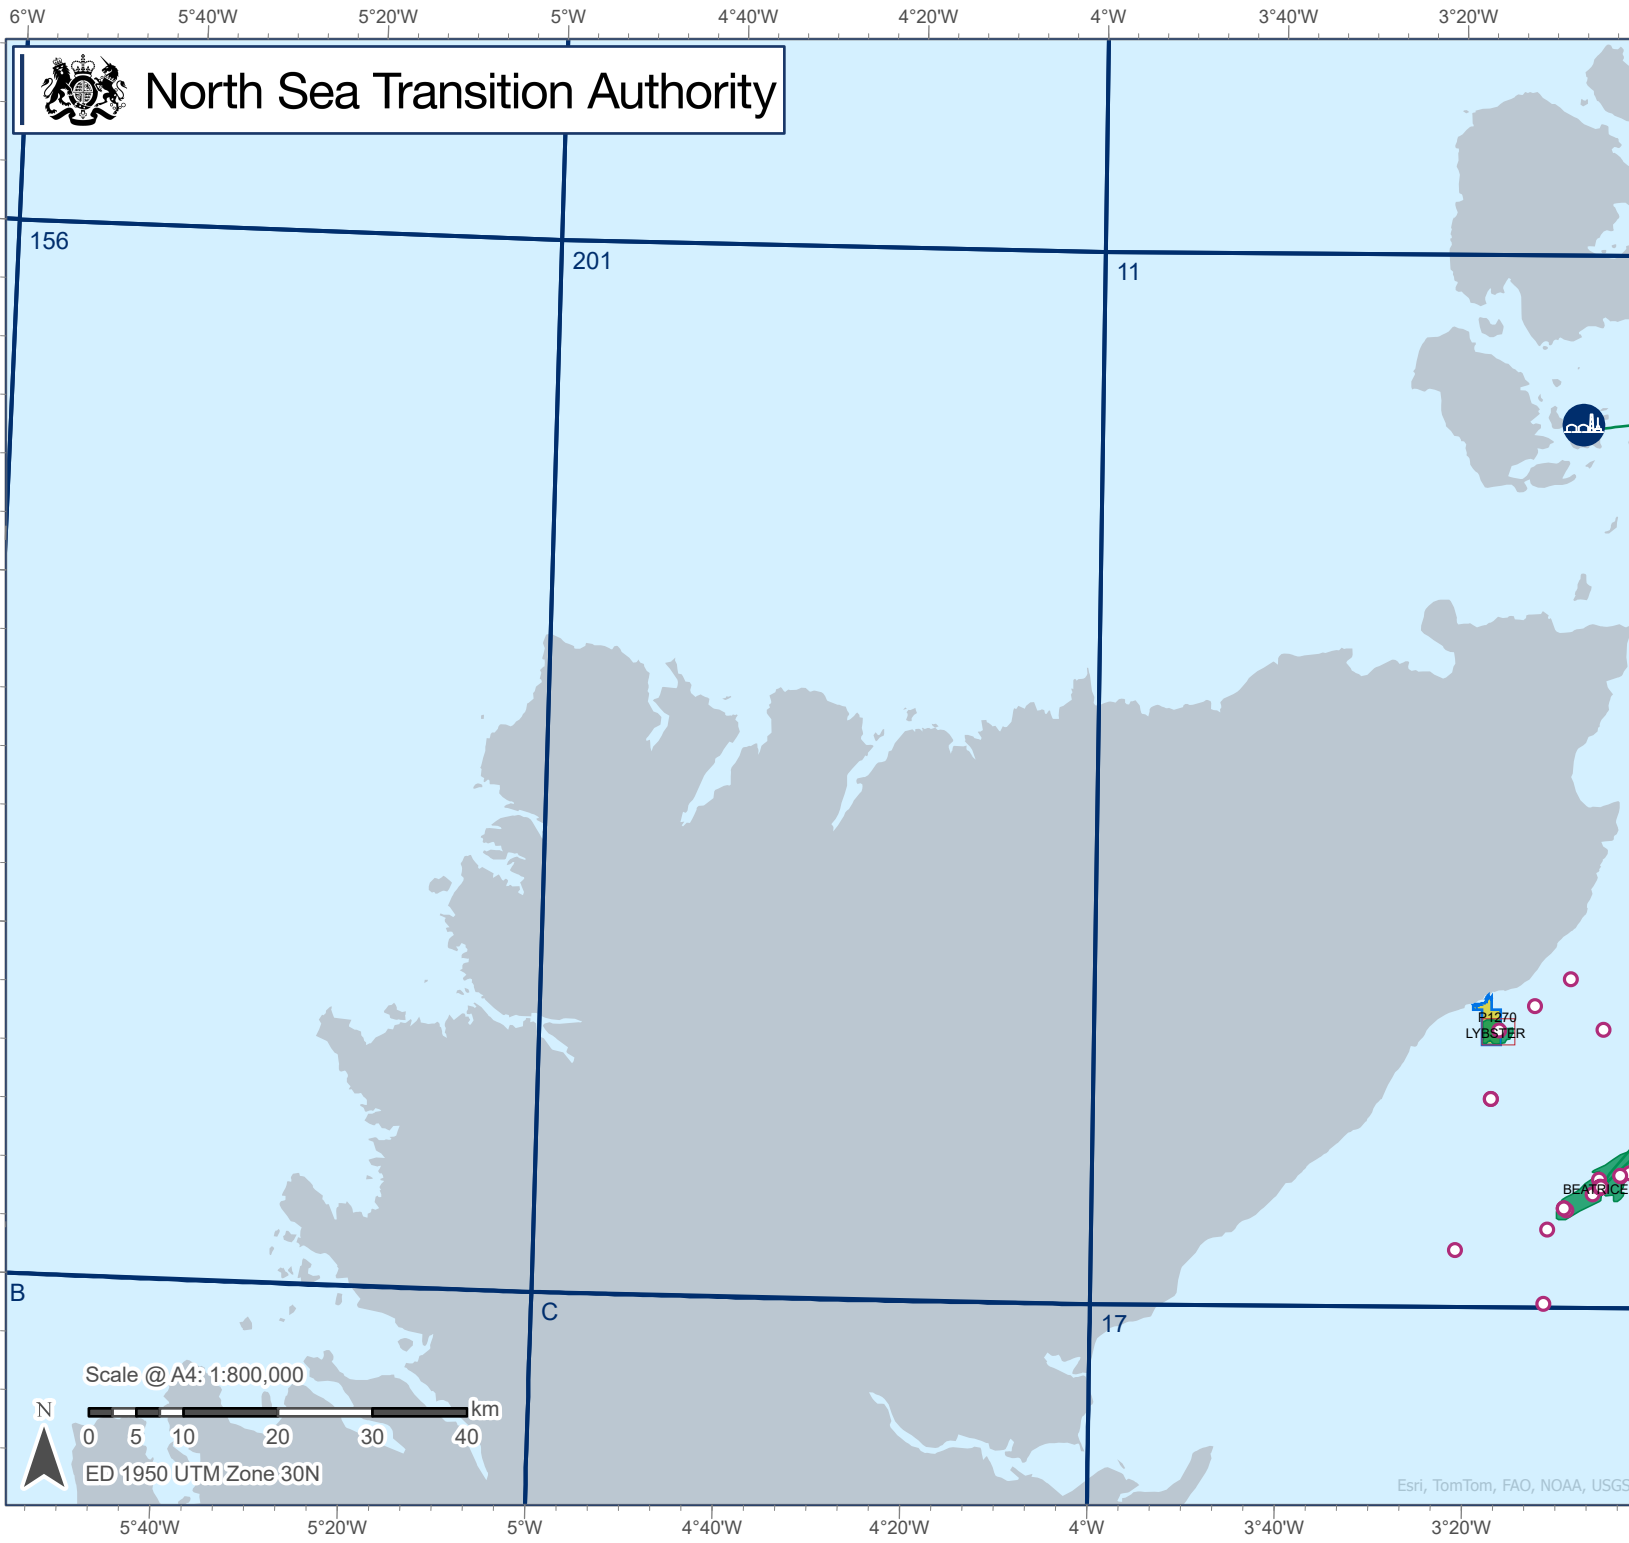 6°W 5°40'W 5°20'W 5°W 4°40'W 4°20'W 4°W 3°40'W 3°20'W
North Sea Transition Authority
156
201
11
P1270
LYBSTER
BEATRICE
B
C
17
Scale @ A4: 1:800,000
N
km
0 5 10 20 30 40
ED 1950 UTM Zone 30N
Esri, TomTom, FAO, NOAA, USGS
5°40'W 5°20'W 5°W 4°40'W 4°20'W 4°W 3°40'W 3°20'W